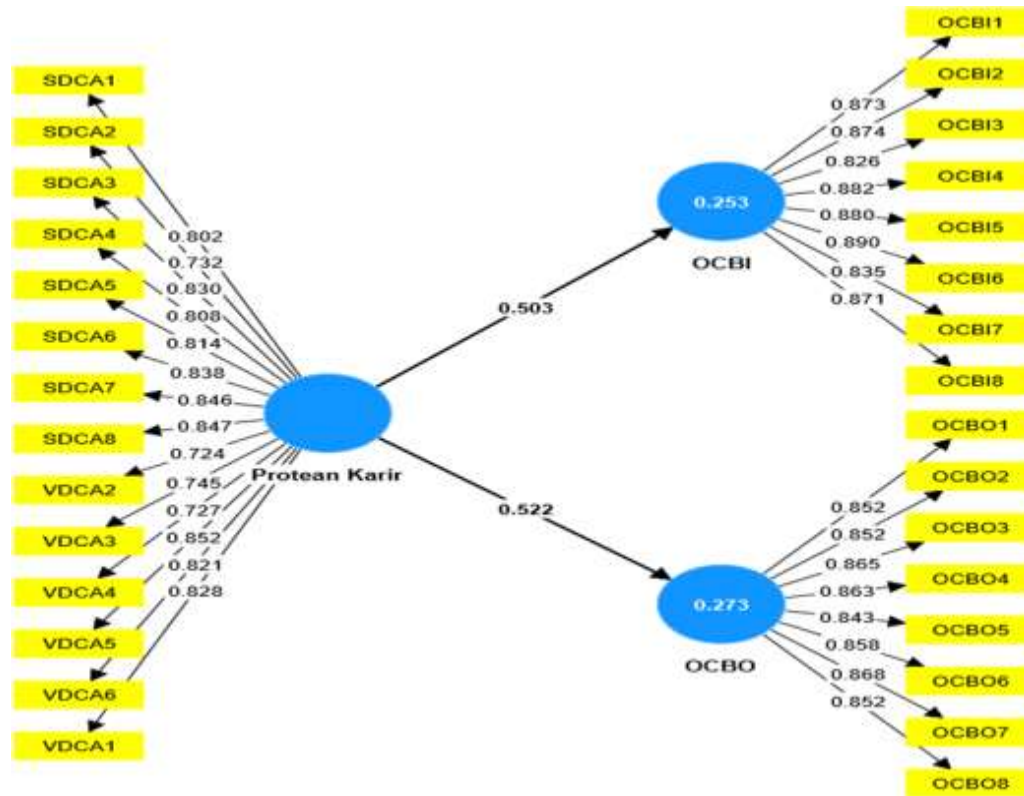 SDCA1
SDCA2
SDCA3
SDCA4
SDCA5
SDCA6
SDCA7
SDCA8
VDCA2
VDCA3
VDCA4
VDCA5
VDCA6
VDCA1
0.802
0.732
0.830
0.808
0.814
0.838
0.846
0.847
0.724
0.745
0.727
0.852
0.821
0.828
Protean Karir
0.503
0.522
0.253
OCBI
0.873
0.874
0.826
0.882
0.880
0.890
0.835
0.871
OCBI1
OCBI2
OCBI3
OCBI4
OCBI5
OCBI6
OCBI7
OCBI8
0.273
OCBO
0.852
0.852
0.865
0.863
0.843
0.858
0.868
0.852
OCBO1
OCBO2
OCBO3
OCBO4
OCBO5
OCBO6
OCBO7
OCBO8